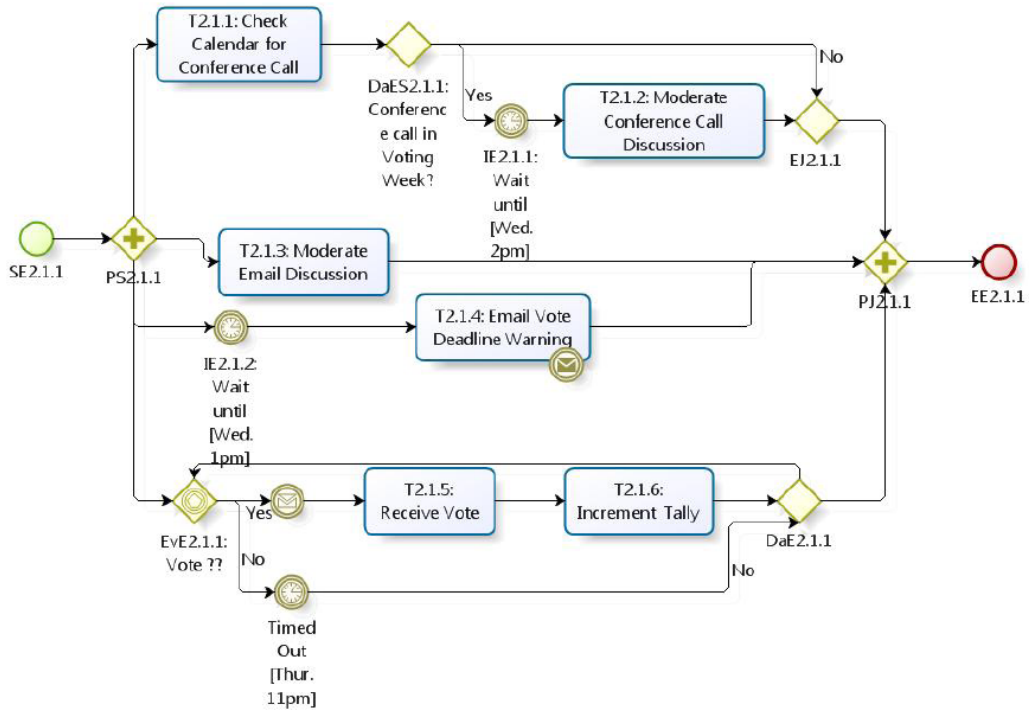 T2.1.1: Check
Calendar for
Conference Call
No
DaES2.1.1:
Conferenc
e call in
Voting
Week?
Yes
T2.1.2: Moderate
Conference Call
Discussion
IE2.1.1:
Wait
until
[Wed.
2pm]
EJ2.1.1
SE2.1.1
PS2.1.1
T2.1.3: Moderate
Email Discussion
PJ2.1.1
EE2.1.1
T2.1.4: Email Vote
Deadline Warning
IE2.1.2:
Wait
until
[Wed.
1pm]
EvE2.1.1:
Vote ??
Yes
T2.1.5:
Receive Vote
T2.1.6:
Increment Tally
DaE2.1.1
No
No
Timed
Out
[Thur.
11pm]